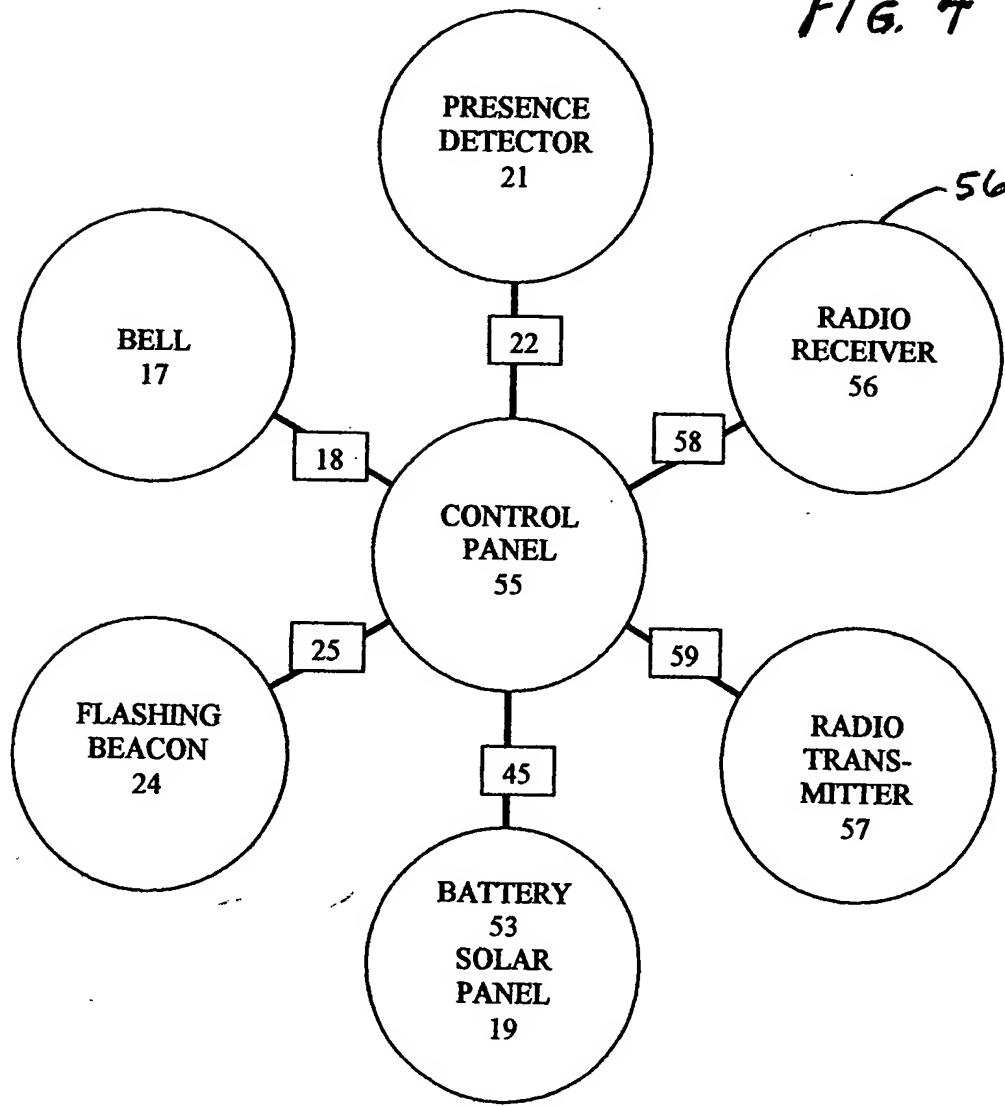 FIG. 7
PRESENCE
DETECTOR
21
56
BELL
17
22
RADIO
RECEIVER
56
18
58
CONTROL
PANEL
55
25
59
FLASHING
BEACON
24
45
RADIO
TRANS-
MITTER
57
BATTERY
53
SOLAR
PANEL
19